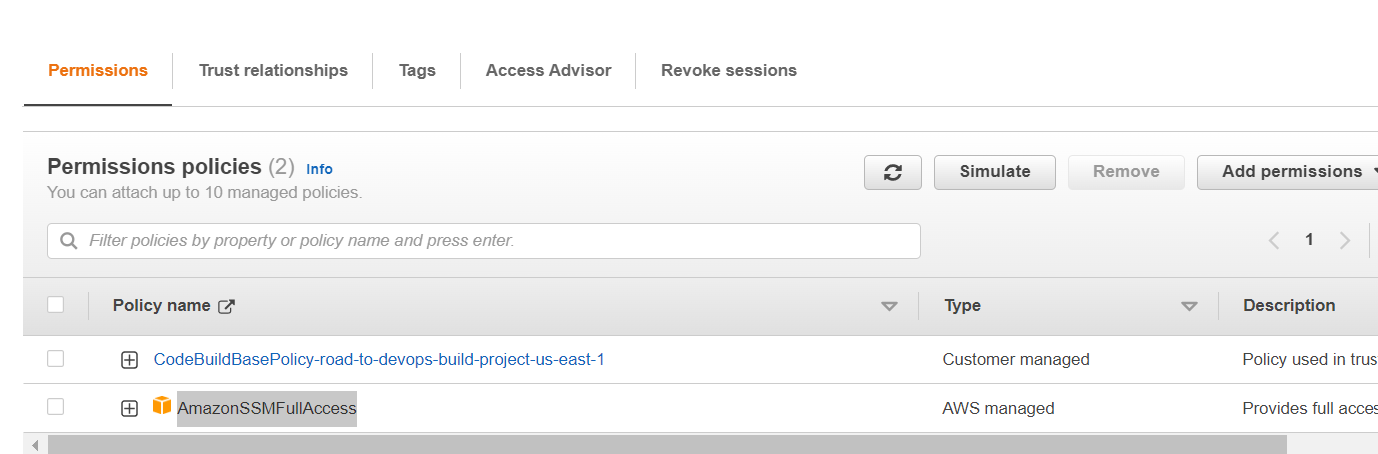 Permissions Trust relationships Tags Access Advisor Revoke sessions
Permissions policies (2) Info
You can attach up to 10 managed policies.
Simulate Remove Add permissions
Filter policies by property or policy name and press enter.
1
Policy name Type Description
CodeBuildBasePolicy-road-to-devops-build-project-us-east-1 Customer managed Policy used in trus
AmazonSSMFullAccess AWS managed Provides full acce